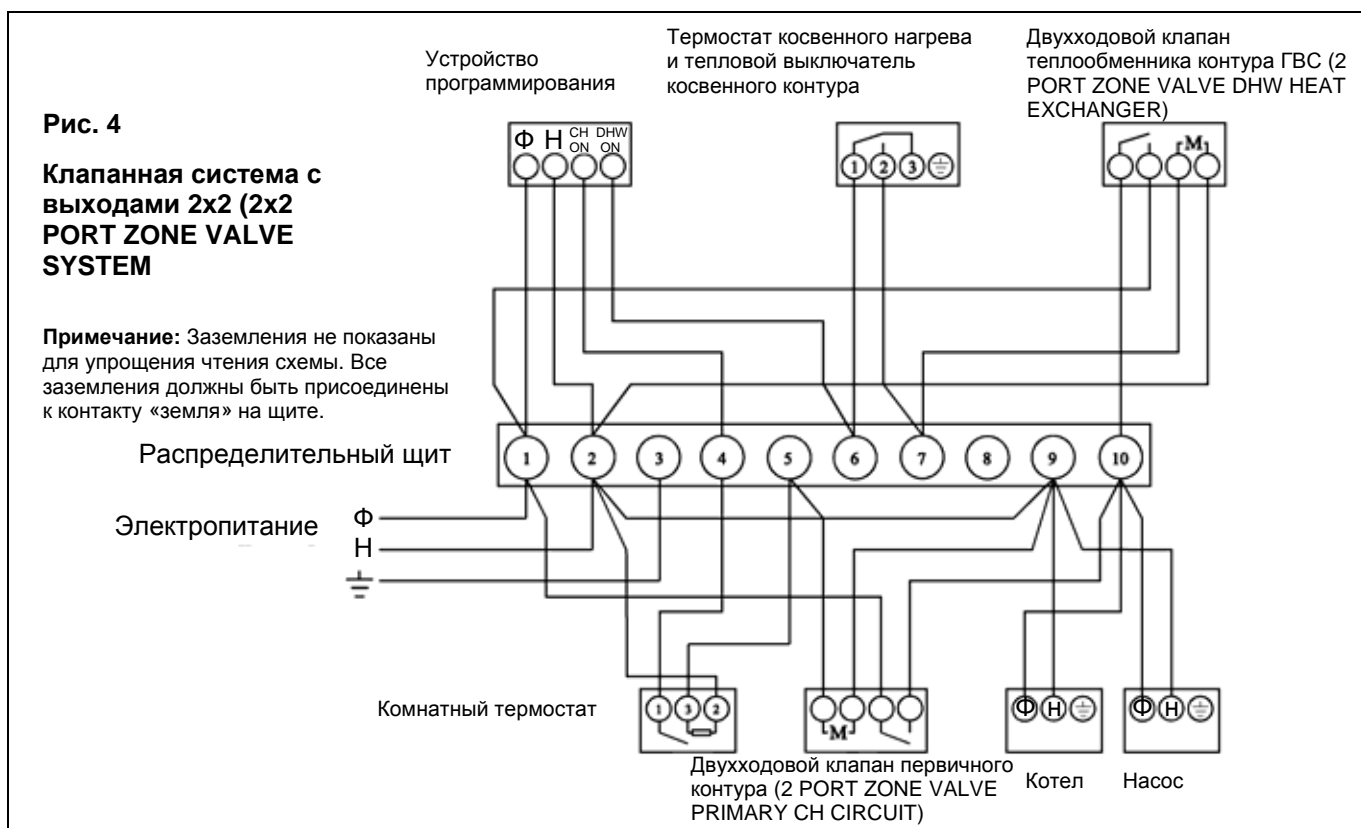 Устройство
программирования
Термостат косвенного нагрева
и тепловой выключатель
косвенного контура
Двухходовой клапан
теплообменника контура ГВС (2
PORT ZONE VALVE DHW HEAT
EXCHANGER)
Рис. 4
Клапанная система с
выходами 2x2 (2x2
PORT ZONE VALVE
SYSTEM
Ф Н CH ON DHW ON
1 2 3
M
Примечание: Заземления не показаны
для упрощения чтения схемы. Все
заземления должны быть присоединены
к контакту «земля» на щите.
Распределительный щит
1 2 3 4 5 6 7 8 9 10
Электропитание
Ф
Н
Комнатный термостат
1 3 2
M
Ф Н
Ф Н
Двухходовой клапан первичного
контура (2 PORT ZONE VALVE
PRIMARY CH CIRCUIT)
Котел
Насос